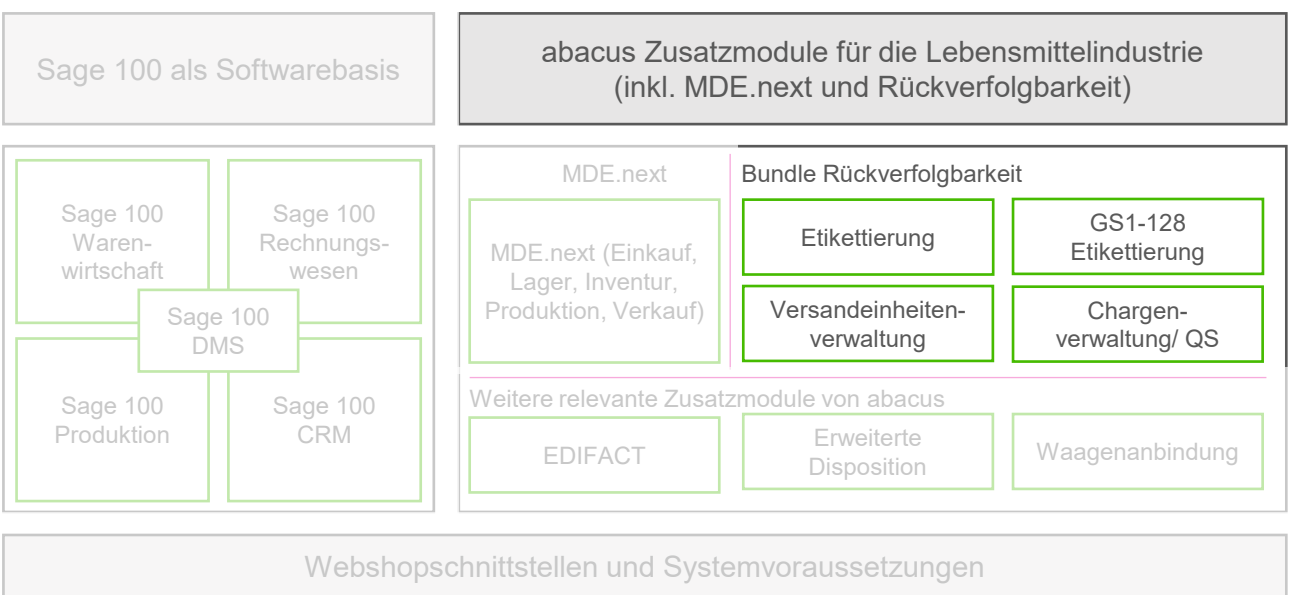 Sage 100 als Softwarebasis
abacus Zusatzmodule für die Lebensmittelindustrie
(inkl. MDE.next und Rückverfolgbarkeit)
Sage 100
Waren-
wirtschaft
Sage 100
Rechnungs-
wesen
Sage 100
DMS
Sage 100
Produktion
Sage 100
CRM
MDE.next
MDE.next (Einkauf,
Lager, Inventur,
Produktion, Verkauf)
Bundle Rückverfolgbarkeit
Etikettierung
GS1-128
Etikettierung
Versandeinheiten-
verwaltung
Chargen-
verwaltung/ QS
Weitere relevante Zusatzmodule von abacus
EDIFACT
Erweiterte
Disposition
Waagenanbindung
Webshopschnittstellen und Systemvoraussetzungen